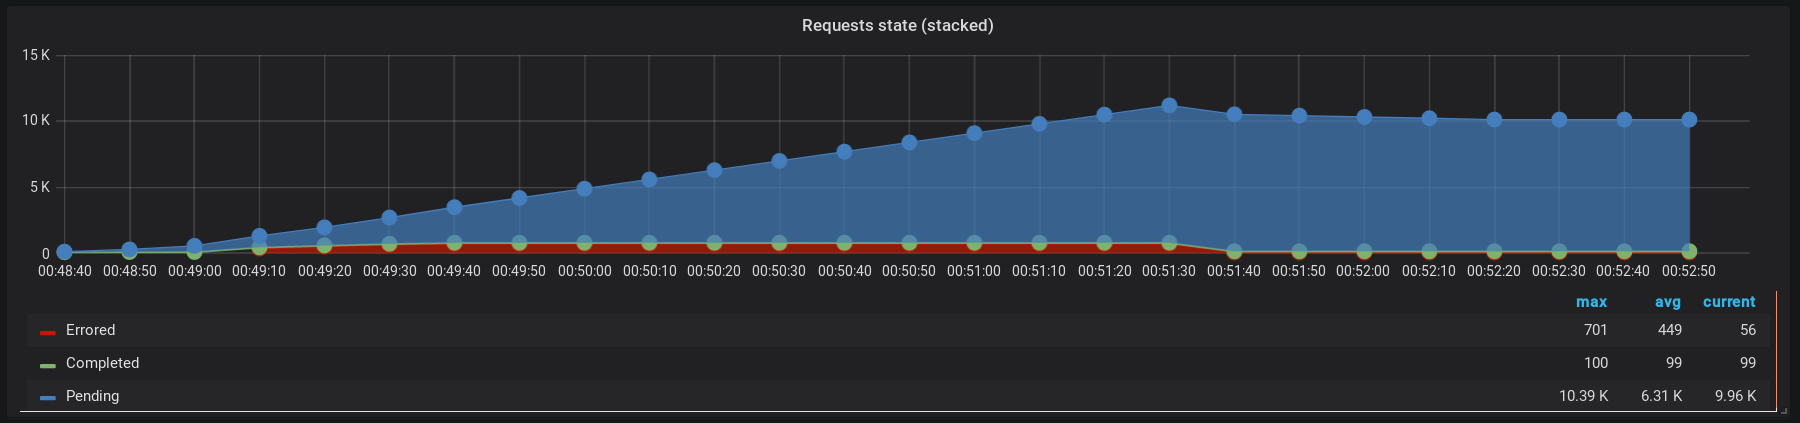 Requests state (stacked)
15 K
10 K
5 K
0
00:48:40 00:48:50 00:49:00 00:49:10 00:49:20 00:49:30 00:49:40 00:49:50 00:50:00 00:50:10 00:50:20 00:50:30 00:50:40 00:50:50 00:51:00 00:51:10 00:51:20 00:51:30 00:51:40 00:51:50 00:52:00 00:52:10 00:52:20 00:52:30 00:52:40 00:52:50
max avg current
Errored 701 449 56
Completed 100 99 99
Pending 10.39 K 6.31 K 9.96 K